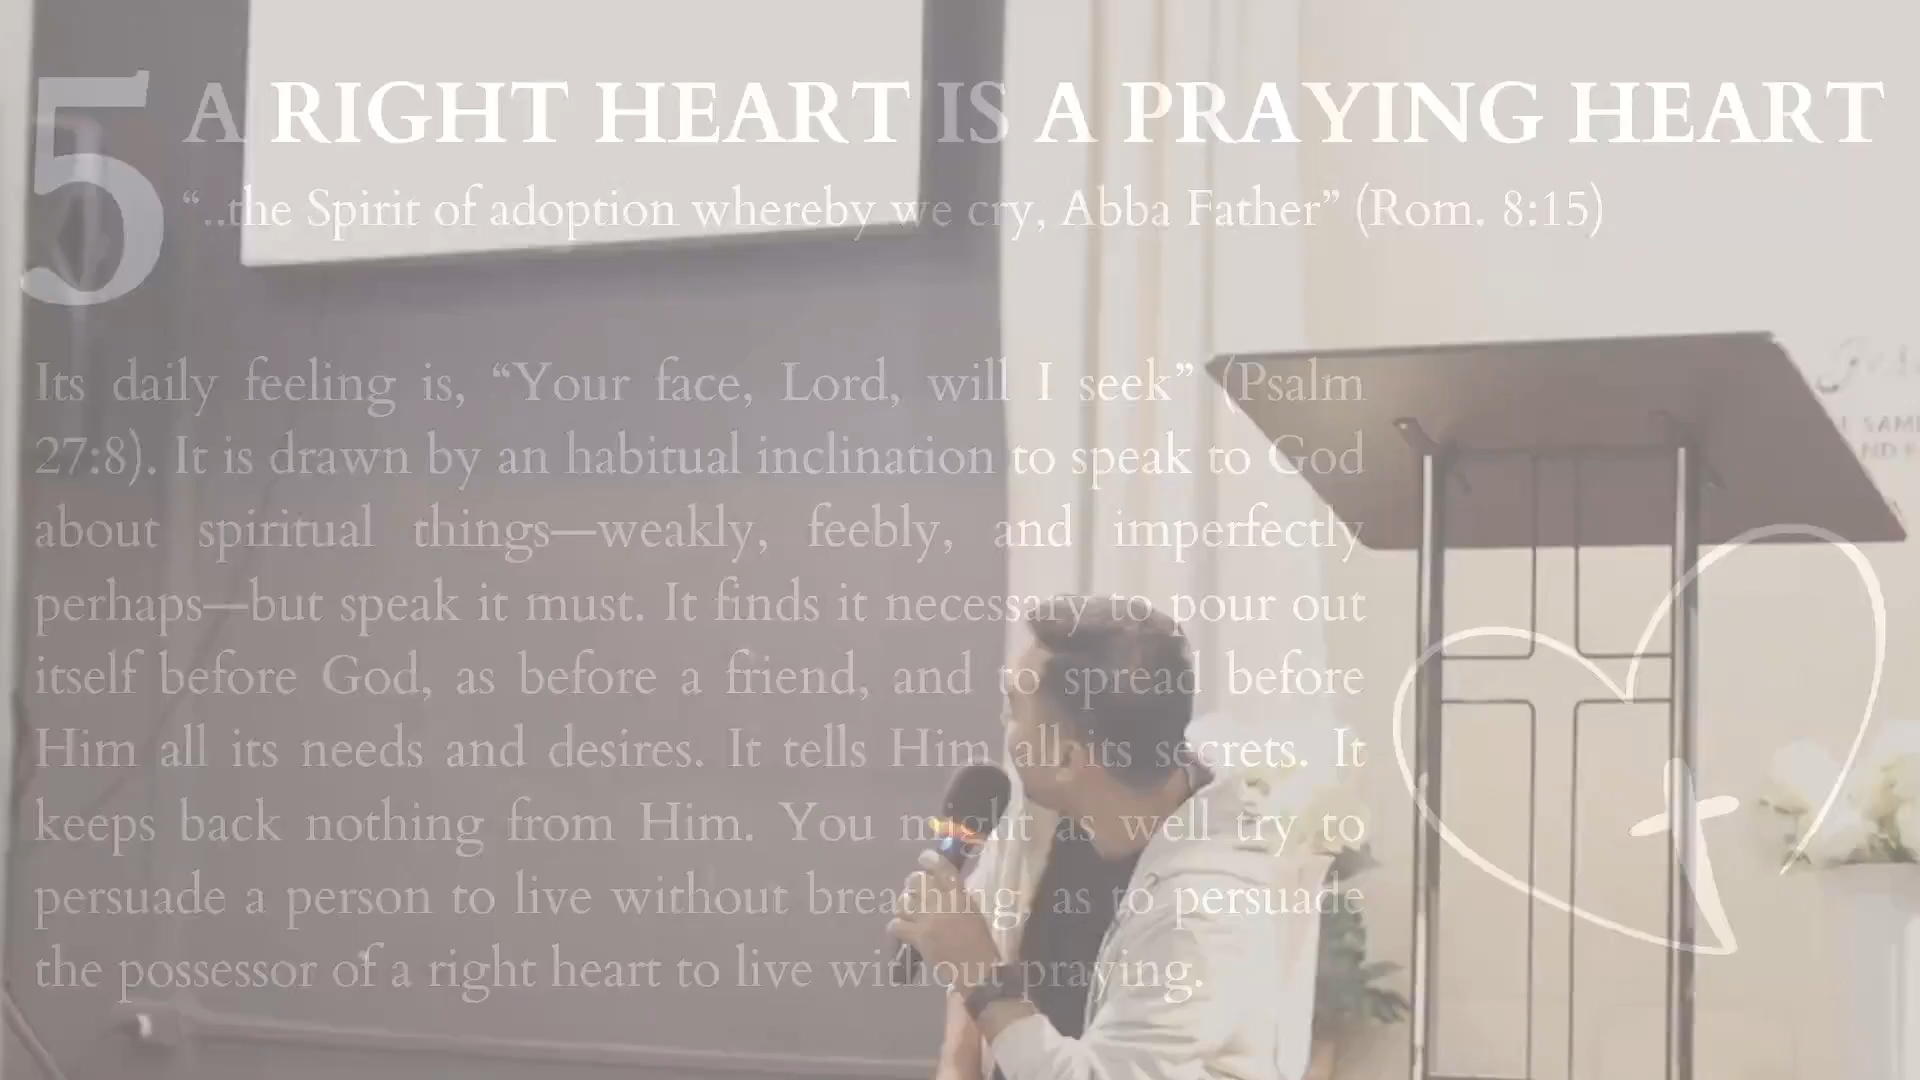 5 A RIGHT HEART IS A PRAYING HEART
“..the Spirit of adoption whereby we cry, Abba Father” (Rom. 8:15)
Its daily feeling is, “Your face, Lord, will I seek” (Psalm
27:8). It is drawn by an habitual inclination to speak to God
about spiritual things—weakly, feebly, and imperfectly
perhaps—but speak it must. It finds it necessary to pour out
itself before God, as before a friend, and to spread before
Him all its needs and desires. It tells Him all its secrets. It
keeps back nothing from Him. You might as well try to
persuade a person to live without breathing, as to persuade
the possessor of a right heart to live without praying.